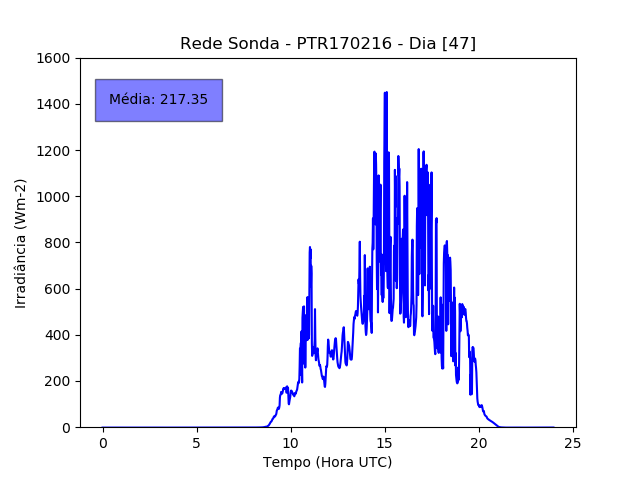 Rede Sonda - PTR170216 - Dia [47]
Média: 217.35
Irradiância (Wm-2)
1600
1400
1200
1000
800
600
400
200
0
0 5 10 15 20 25
Tempo (Hora UTC)